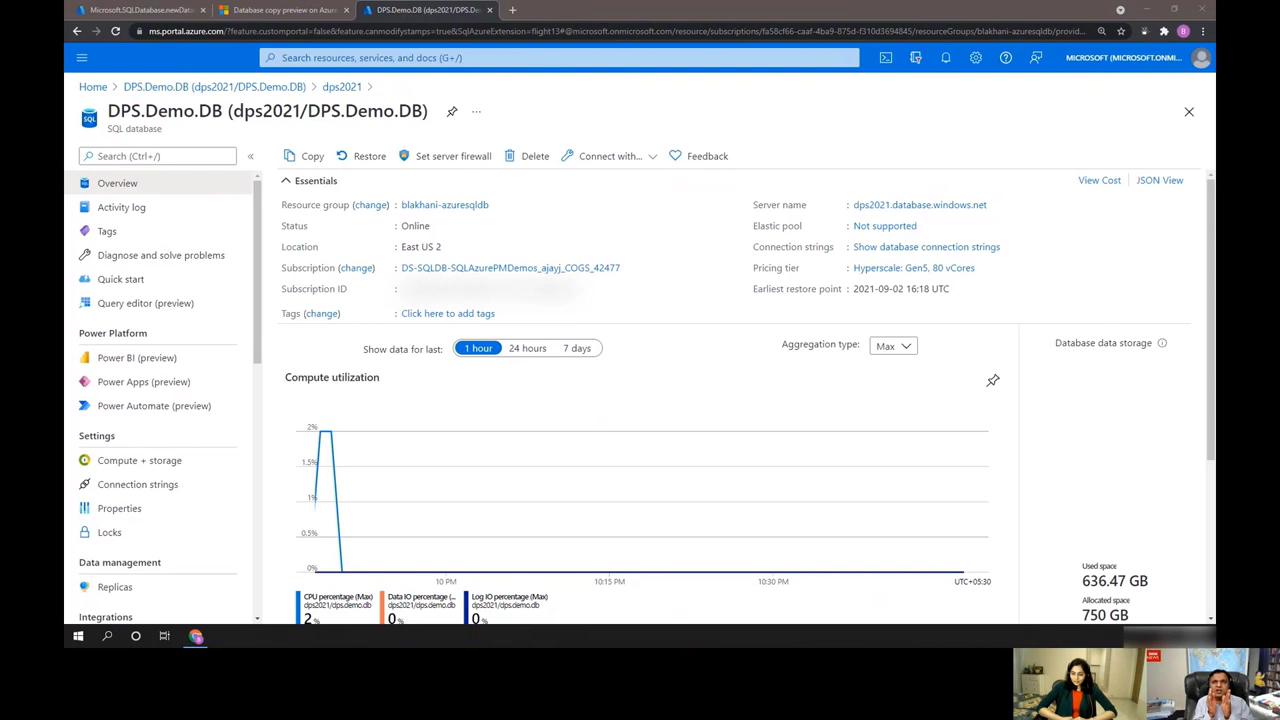 Microsoft.SQLDatabase.newData
Database copy preview on Azure
DPS.Demo.DB (dps2021/DPS.Demo
ms.portal.azure.com/?feature.customportal=false&feature.canmodifystamps=true&SqlAzureExtension=flight13#@microsoft.onmicrosoft.com/resource/subscriptions/fa58cf66-caaf-4ba9-875d-f310d3694845/resourceGroups/blakhani-azuresqldb/provid...
Search resources, services, and docs (G+/)
MICROSOFT (MICROSOFT.ONMI...
Home > DPS.Demo.DB (dps2021/DPS.Demo.DB) > dps2021 >
DPS.Demo.DB (dps2021/DPS.Demo.DB) ...
SQL database
Search (Ctrl+/)
«
Copy Restore Set server firewall Delete Connect with... Feedback
Overview
Activity log
Tags
Diagnose and solve problems
Quick start
Query editor (preview)
Power Platform
Power BI (preview)
Power Apps (preview)
Power Automate (preview)
Settings
Compute + storage
Connection strings
Properties
Locks
Data management
Replicas
Integrations
Essentials
View Cost
JSON View
Resource group (change) : blakhani-azuresqldb
Status : Online
Location : East US 2
Subscription (change) : DS-SQLDB-SQLAzurePMDemos_ajayj_COGS_42477
Subscription ID :
Tags (change) : Click here to add tags
Server name : dps2021.database.windows.net
Elastic pool : Not supported
Connection strings : Show database connection strings
Pricing tier : Hyperscale: Gen5, 80 vCores
Earliest restore point : 2021-09-02 16:18 UTC
Show data for last: 1 hour 24 hours 7 days
Aggregation type: Max
Compute utilization
2%
1.5%
1%
0.5%
0%
10 PM 10:15 PM 10:30 PM UTC+05:30
CPU percentage (Max)
dps2021/dps.demo.db
2 %
Data IO percentage (...
dps2021/dps.demo.db
0 %
Log IO percentage (Max)
dps2021/dps.demo.db
0 %
Database data storage
Used space
636.47 GB
Allocated space
750 GB
NEWS